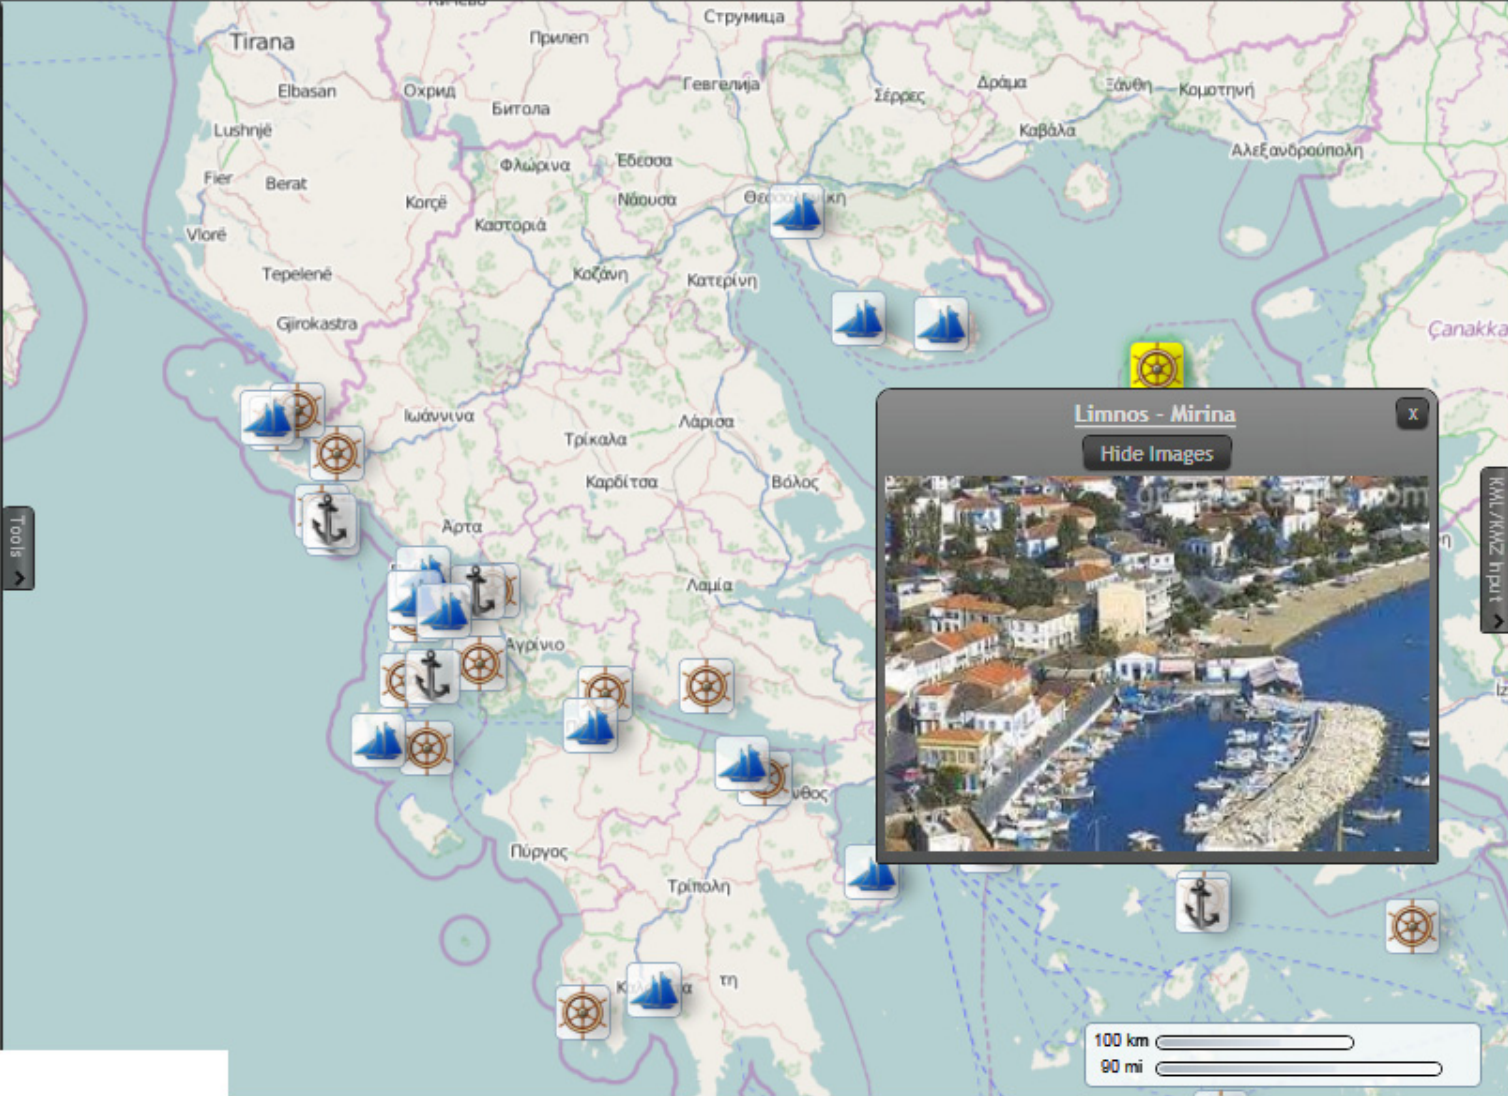 Струмица
Tirana
Прилеп
Elbasan
Охрид
Гевгелија
Δράμα
Ξάνθη
Κομοτηνή
Битола
Σέρρες
Lushnjë
Καβάλα
Αλεξανδρούπολη
Φλώρινα
Έδεσσα
Fier
Berat
Korçë
Νάουσα
Καστοριά
Vlorë
Tepelenë
Κοζάνη
Κατερίνη
Gjirokastra
Çanakka
Ιωάννινα
Λάρισα
Τρίκαλα
Καρδίτσα
Βόλος
Άρτα
Λαμία
Αγρίνιο
νθος
Πύργος
Τρίπολη
τη
Limnos - Mirina
x
Hide Images
Tools
KML/KMZ Input
100 km
90 mi